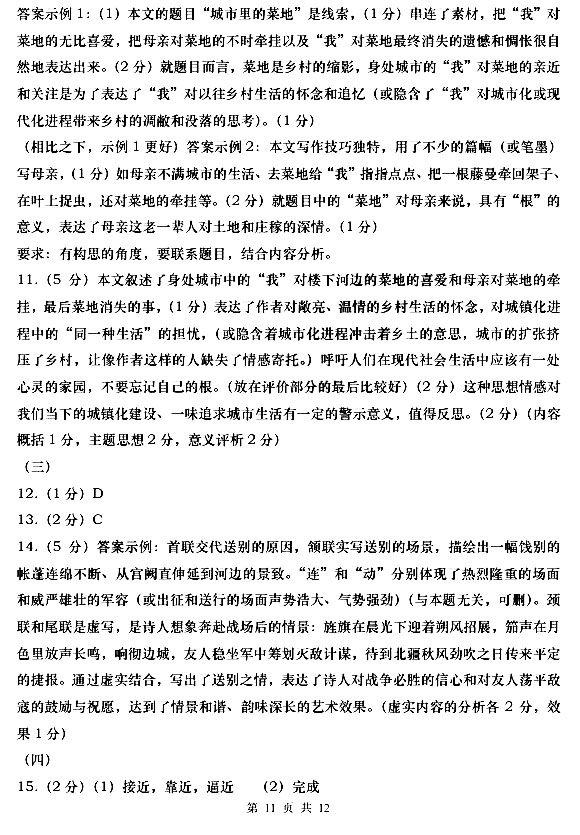 答案示例 1：（1）本文的题目“城市里的菜地”是线索，（1 分）串连了素材，把“我”对
菜地的无比喜爱，把母亲对菜地的不时牵挂以及“我”对菜地最终消失的遗憾和惆怅很自
然地表达出来。（2 分）就题目而言，菜地是乡村的缩影，身处城市的“我”对菜地的亲近
和关注是为了表达了“我”对以往乡村生活的怀念和追忆（或隐含了“我”对城市化或现
代化进程带来乡村的凋敝和没落的思考）。（1 分）
（相比之下，示例 1 更好）答案示例 2：本文写作技巧独特，用了不少的篇幅（或笔墨）
写母亲，（1 分）如母亲不满城市的生活、去菜地给“我”指指点点、把一根藤蔓牵回架子、
在叶上捉虫，还对菜地的牵挂等。（2 分）就题目中的“菜地”对母亲来说，具有“根”的
意义，表达了母亲这老一辈人对土地和庄稼的深情。（1 分）
要求：有构思的角度，要联系题目，结合内容分析。
11.（5 分）本文叙述了身处城市中的“我”对楼下河边的菜地的喜爱和母亲对菜地的牵
挂，最后菜地消失的事，（1 分）表达了作者对敞亮、温情的乡村生活的怀念，对城镇化进
程中的“同一种生活”的担忧，（或隐含着城市化进程冲击着乡土的意思，城市的扩张挤
压了乡村，让像作者这样的人缺失了情感寄托。）呼吁人们在现代社会生活中应该有一处
心灵的家园，不要忘记自己的根。（放在评价部分的最后比较好）（2 分）这种思想情感对
我们当下的城镇化建设、一味追求城市生活有一定的警示意义，值得反思。（2 分）（内容
概括 1 分，主题思想 2 分，意义评析 2 分）
（三）
12.（1 分）D
13.（2 分）C
14.（5 分）答案示例：首联交代送别的原因，颔联实写送别的场景，描绘出一幅饯别的
帐蓬连绵不断、从宫阙直伸延到河边的景致。“连”和“动”分别体现了热烈隆重的场面
和威严雄壮的军容（或出征和送行的场面声势浩大、气势强劲）（与本题无关，可删）。颈
联和尾联是虚写，是诗人想象奔赴战场后的情景：旌旗在晨光下迎着朔风招展，笳声在月
色里放声长鸣，响彻边城，友人稳坐军中筹划灭敌计谋，待到北疆秋风劲吹之日传来平定
的捷报。通过虚实结合，写出了送别之情，表达了诗人对战争必胜的信心和对友人荡平敌
寇的鼓励与祝愿，达到了情景和谐、韵味深长的艺术效果。（虚实内容的分析各 2 分，效
果 1 分）
（四）
15.（2 分）（1）接近，靠近，逼近 （2）完成
第 11 页 共 12